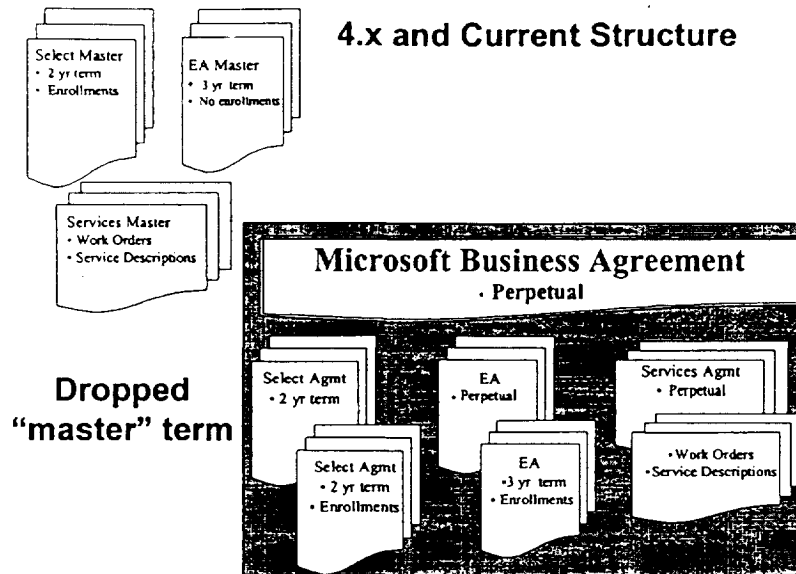 4.x and Current Structure
Select Master
• 2 yr term
• Enrollments
EA Master
• 3 yr term
• No enrollments
Services Master
• Work Orders
• Service Descriptions
Dropped
"master" term
Microsoft Business Agreement
• Perpetual
Select Agmt
• 2 yr term
Select Agmt
• 2 yr term
• Enrollments
EA
• Perpetual
EA
• 3 yr term
• Enrollments
Services Agmt
• Perpetual
• Work Orders
• Service Descriptions